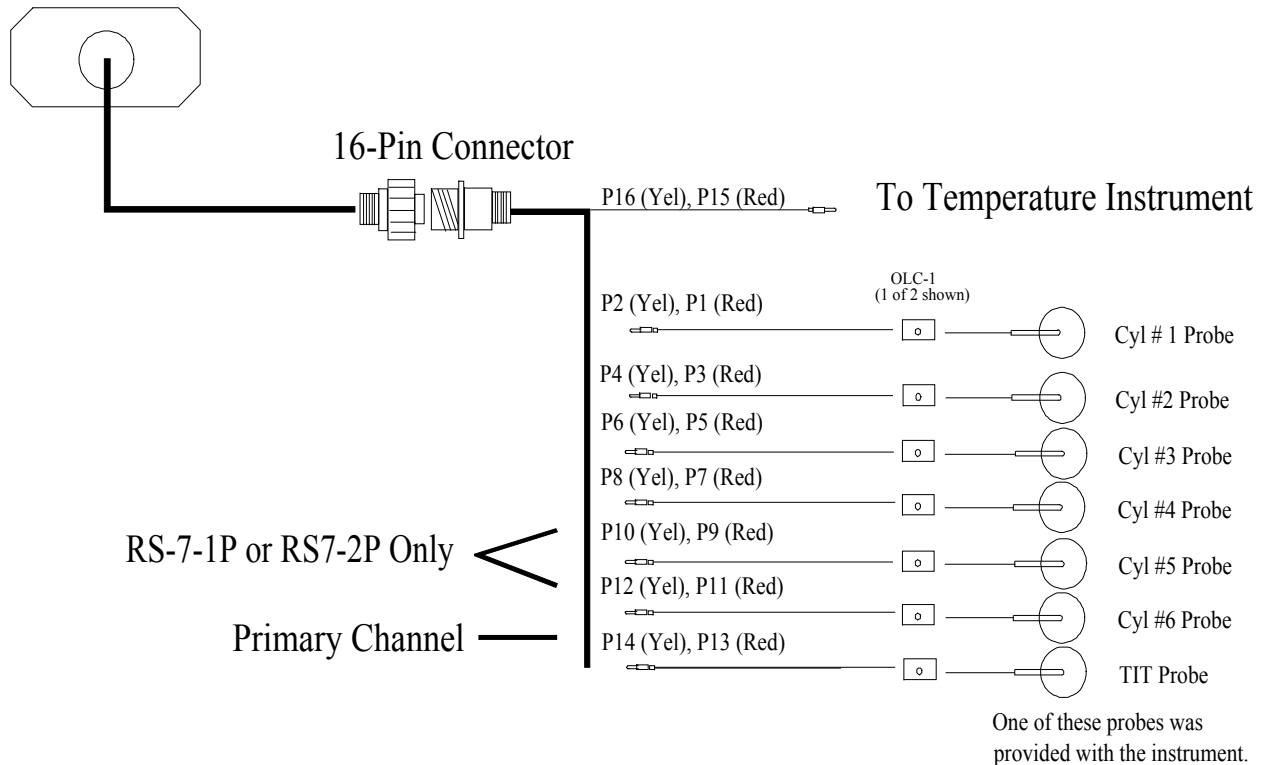 16-Pin Connector
P16 (Yel), P15 (Red)
To Temperature Instrument
OLC-1
(1 of 2 shown)
P2 (Yel), P1 (Red)
Cyl # 1 Probe
P4 (Yel), P3 (Red)
Cyl #2 Probe
P6 (Yel), P5 (Red)
Cyl #3 Probe
P8 (Yel), P7 (Red)
Cyl #4 Probe
RS-7-1P or RS7-2P Only
P10 (Yel), P9 (Red)
Cyl #5 Probe
P12 (Yel), P11 (Red)
Cyl #6 Probe
Primary Channel
P14 (Yel), P13 (Red)
TIT Probe
One of these probes was
provided with the instrument.